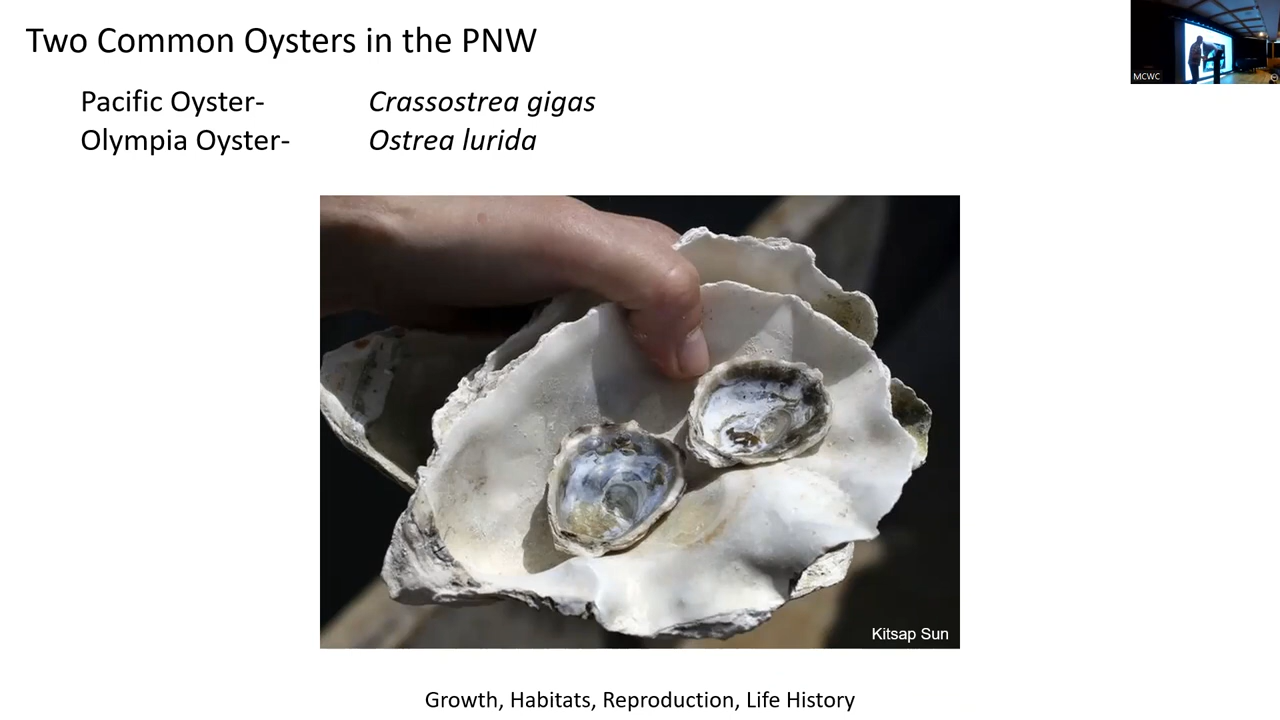 Two Common Oysters in the PNW
MCWC
Pacific Oyster- Crassostrea gigas
Olympia Oyster- Ostrea lurida
Kitsap Sun
Growth, Habitats, Reproduction, Life History